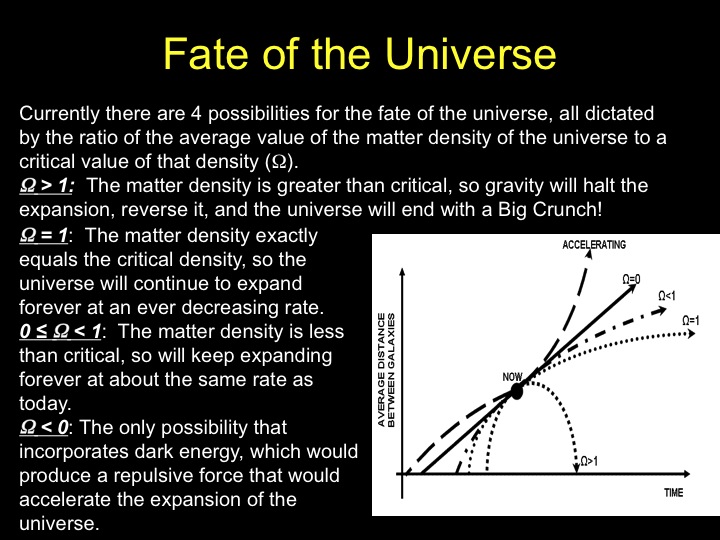 Fate of the Universe
Currently there are 4 possibilities for the fate of the universe, all dictated
by the ratio of the average value of the matter density of the universe to a
critical value of that density (Ω).
Ω > 1:  The matter density is greater than critical, so gravity will halt the
expansion, reverse it, and the universe will end with a Big Crunch!
Ω = 1:  The matter density exactly
equals the critical density, so the
universe will continue to expand
forever at an ever decreasing rate.
0 ≤ Ω < 1:  The matter density is less
than critical, so will keep expanding
forever at about the same rate as
today.
Ω < 0: The only possibility that
incorporates dark energy, which would
produce a repulsive force that would
accelerate the expansion of the
universe.
ACCELERATING
Ω=0
Ω<1
Ω=1
AVERAGE DISTANCE
BETWEEN GALAXIES
NOW
Ω>1
TIME